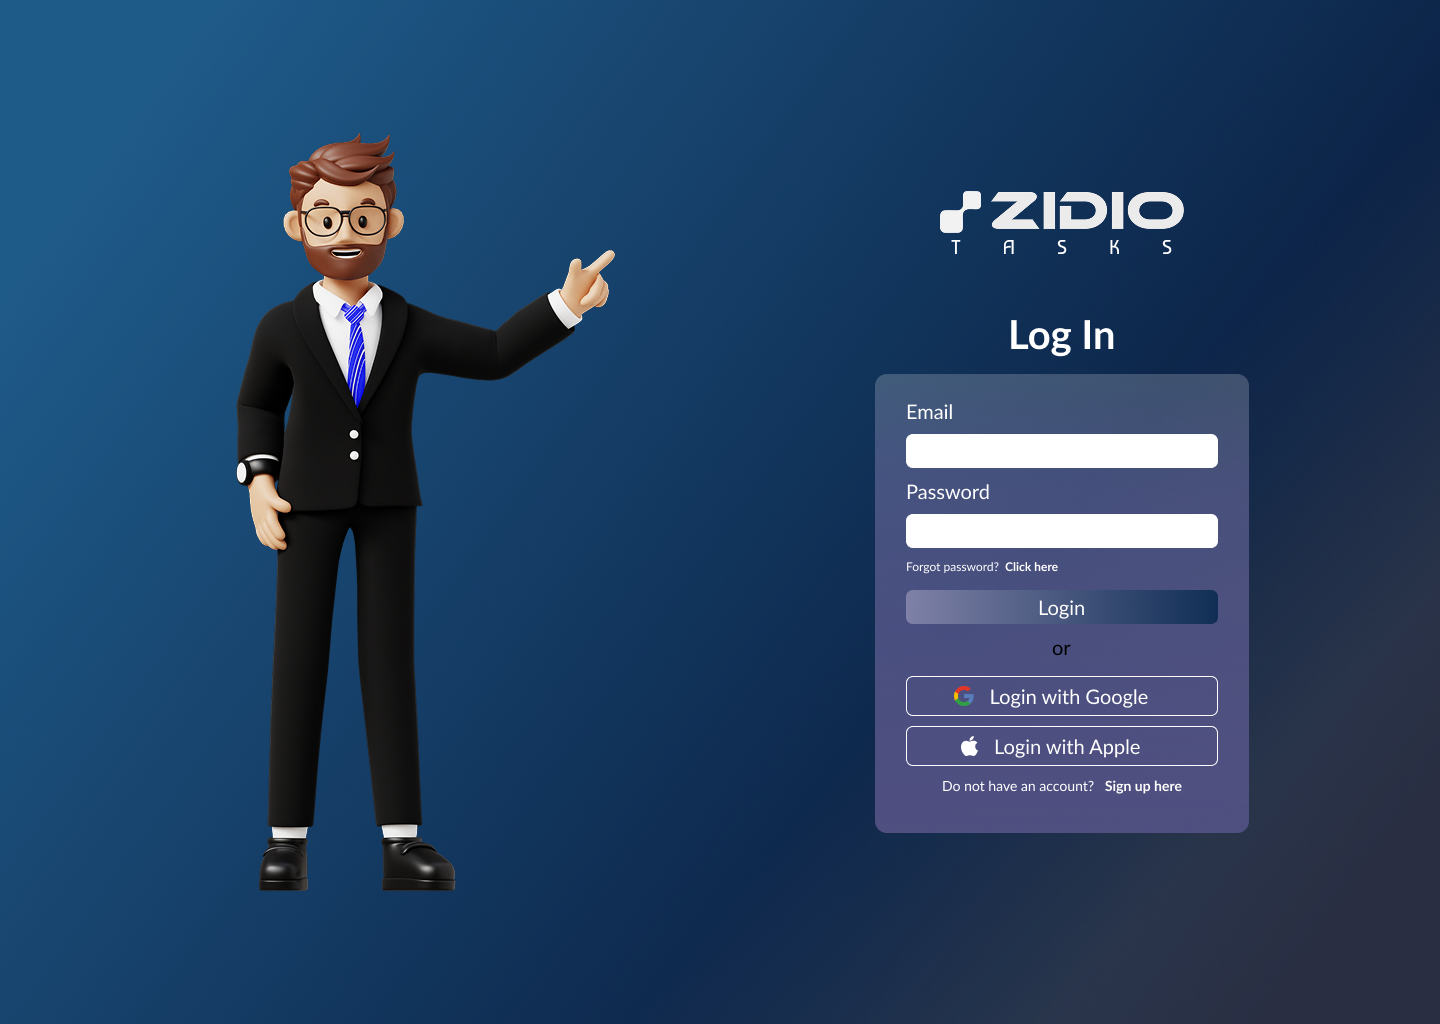 ZIDIO
TASKS
Log In
Email
Password
Forgot password? Click here
Login
or
Login with Google
Login with Apple
Do not have an account? Sign up here